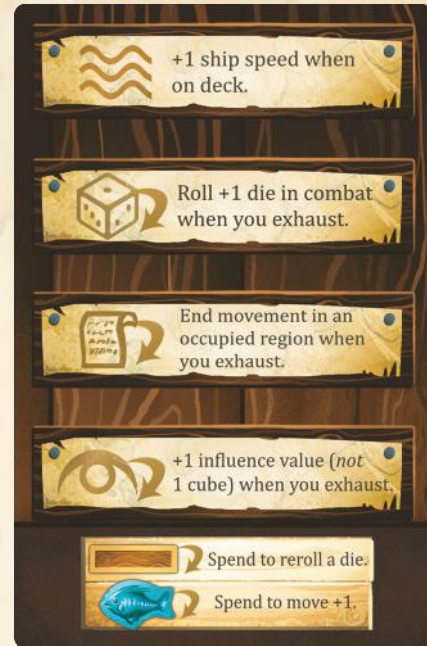 +1 ship speed when
on deck.
Roll +1 die in combat
when you exhaust.
End movement in an
occupied region when
you exhaust.
+1 influence value (not
1 cube) when you exhaust.
Spend to reroll a die.
Spend to move +1.